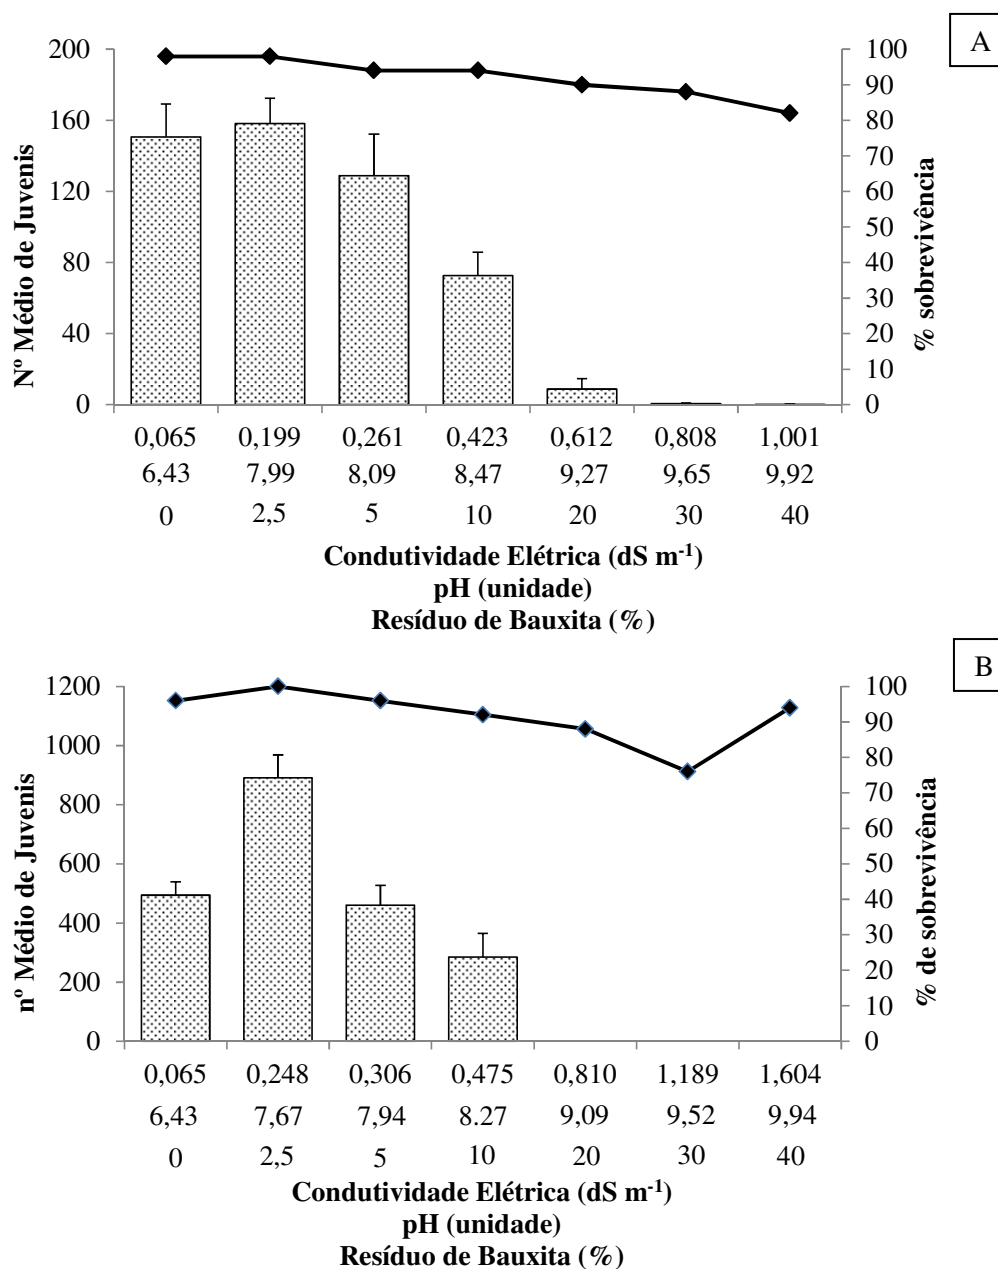 A
200
160
120
80
40
0
Nº Médio de Juvenis
100
90
80
70
60
50
40
30
20
10
0
% sobrevivência
0,065 0,199 0,261 0,423 0,612 0,808 1,001
6,43 7,99 8,09 8,47 9,27 9,65 9,92
0 2,5 5 10 20 30 40
Condutividade Elétrica (dS m⁻¹)
pH (unidade)
Resíduo de Bauxita (%)
B
1200
1000
800
600
400
200
0
nº Médio de Juvenis
100
90
80
70
60
50
40
30
20
10
0
% de sobrevivência
0,065 0,248 0,306 0,475 0,810 1,189 1,604
6,43 7,67 7,94 8.27 9,09 9,52 9,94
0 2,5 5 10 20 30 40
Condutividade Elétrica (dS m⁻¹)
pH (unidade)
Resíduo de Bauxita (%)